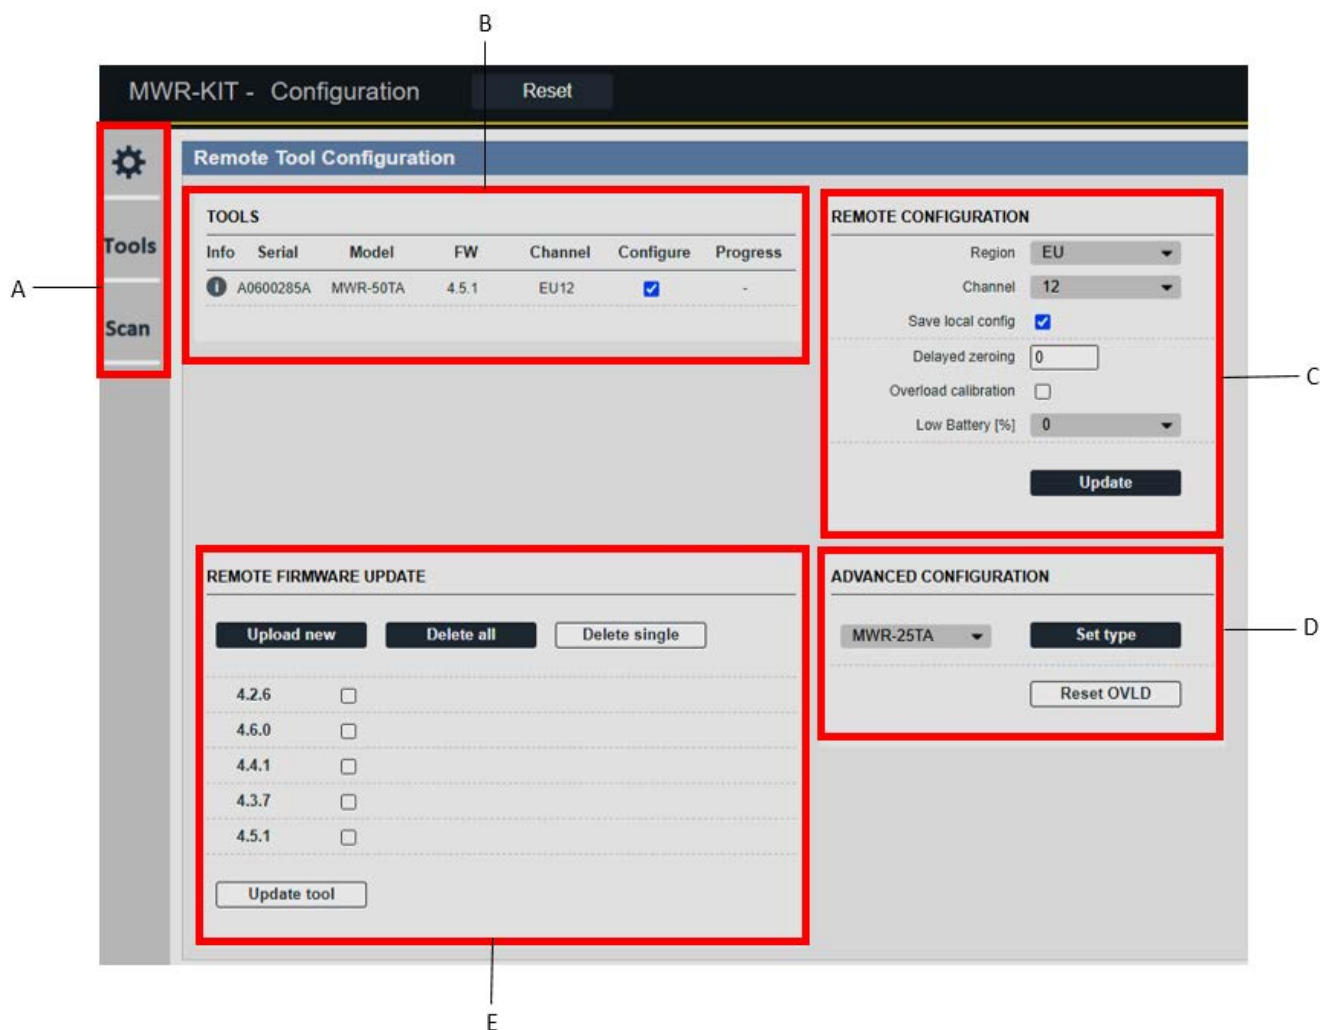 B
MWR-KIT - Configuration Reset
Remote Tool Configuration
A
Tools
Scan
TOOLS
Info Serial Model FW Channel Configure Progress
A0600285A MWR-50TA 4.5.1 EU12 -
REMOTE CONFIGURATION
Region EU
Channel 12
Save local config
Delayed zeroing 0
Overload calibration
Low Battery [%] 0
Update
C
REMOTE FIRMWARE UPDATE
Upload new Delete all Delete single
4.2.6
4.6.0
4.4.1
4.3.7
4.5.1
Update tool
ADVANCED CONFIGURATION
MWR-25TA Set type
Reset OVLD
D
E